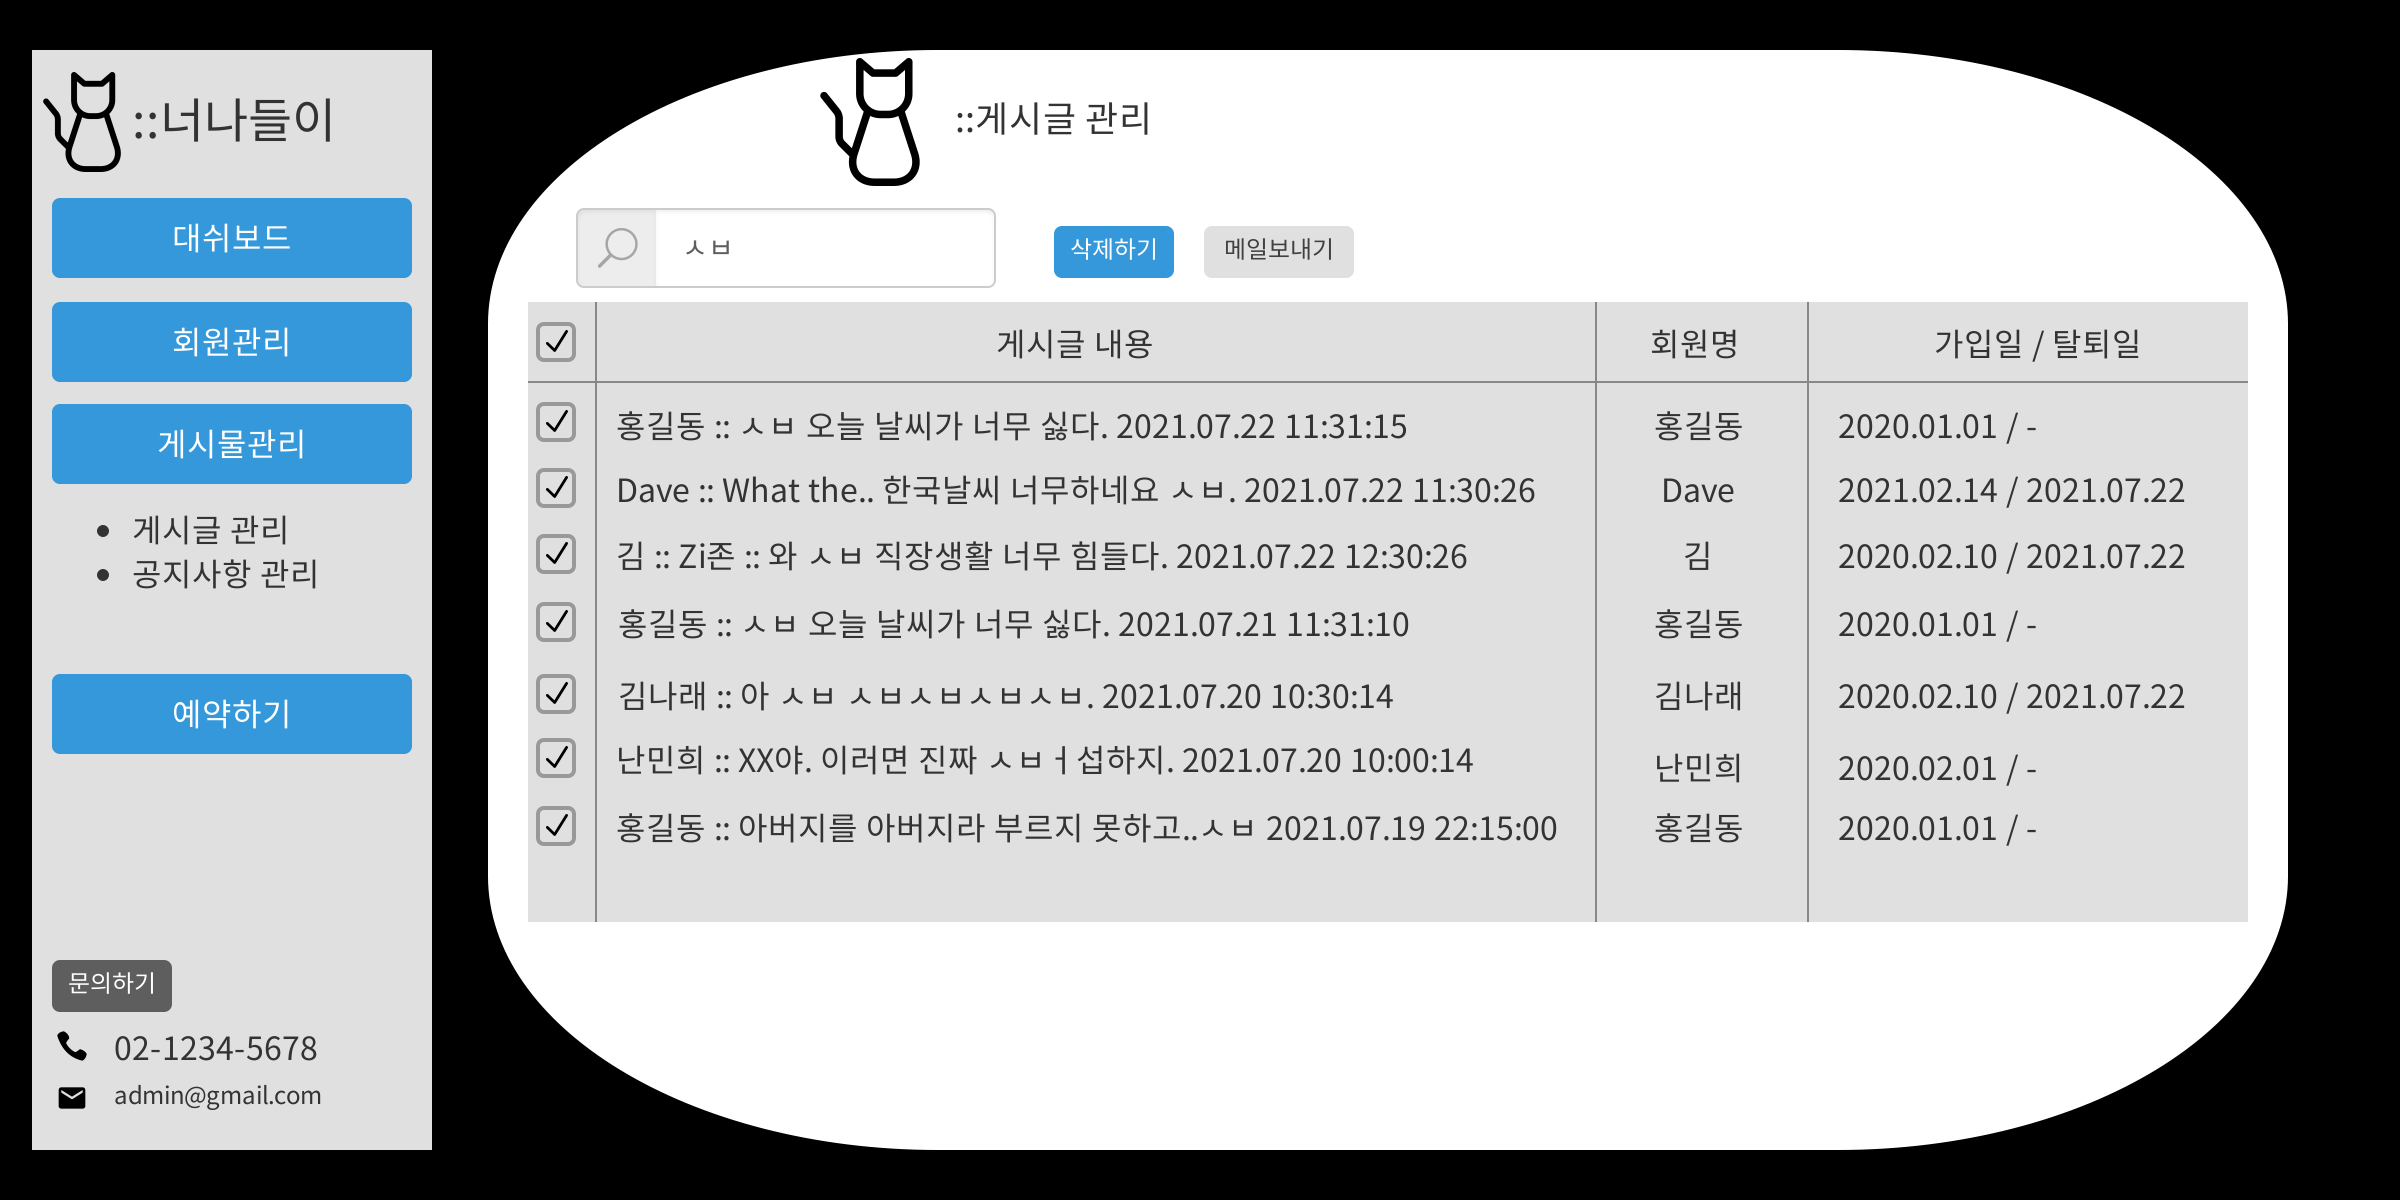 ::너나들이
대쉬보드
회원관리
게시물관리
게시글 관리
공지사항 관리
예약하기
문의하기
02-1234-5678
admin@gmail.com
::게시글 관리
ㅅㅂ
삭제하기 메일보내기
게시글 내용 회원명 가입일 / 탈퇴일
홍길동 :: ㅅㅂ 오늘 날씨가 너무 싫다. 2021.07.22 11:31:15 홍길동 2020.01.01 / -
Dave :: What the.. 한국날씨 너무하네요 ㅅㅂ. 2021.07.22 11:30:26 Dave 2021.02.14 / 2021.07.22
김 :: Zi존 :: 와 ㅅㅂ 직장생활 너무 힘들다. 2021.07.22 12:30:26 김 2020.02.10 / 2021.07.22
홍길동 :: ㅅㅂ 오늘 날씨가 너무 싫다. 2021.07.21 11:31:10 홍길동 2020.01.01 / -
김나래 :: 아 ㅅㅂ ㅅㅂㅅㅂㅅㅂㅅㅂ. 2021.07.20 10:30:14 김나래 2020.02.10 / 2021.07.22
난민희 :: XX야. 이러면 진짜 ㅅㅂㅓ섭하지. 2021.07.20 10:00:14 난민희 2020.02.01 / -
홍길동 :: 아버지를 아버지라 부르지 못하고..ㅅㅂ 2021.07.19 22:15:00 홍길동 2020.01.01 / -